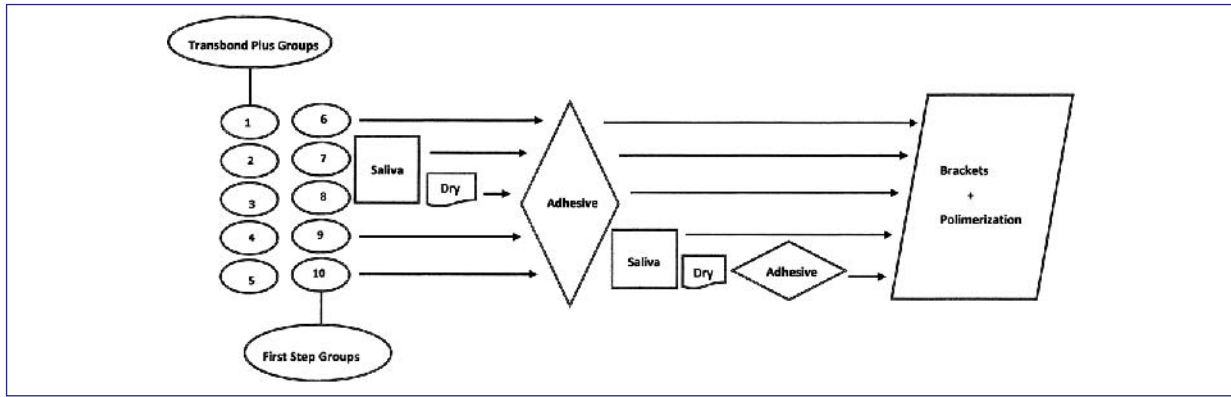 Transbond Plus Groups
1
6
2
7
Saliva
3
8
Dry
4
9
5
10
Adhesive
Saliva
Dry
Adhesive
Brackets
+
Polimerization
First Step Groups